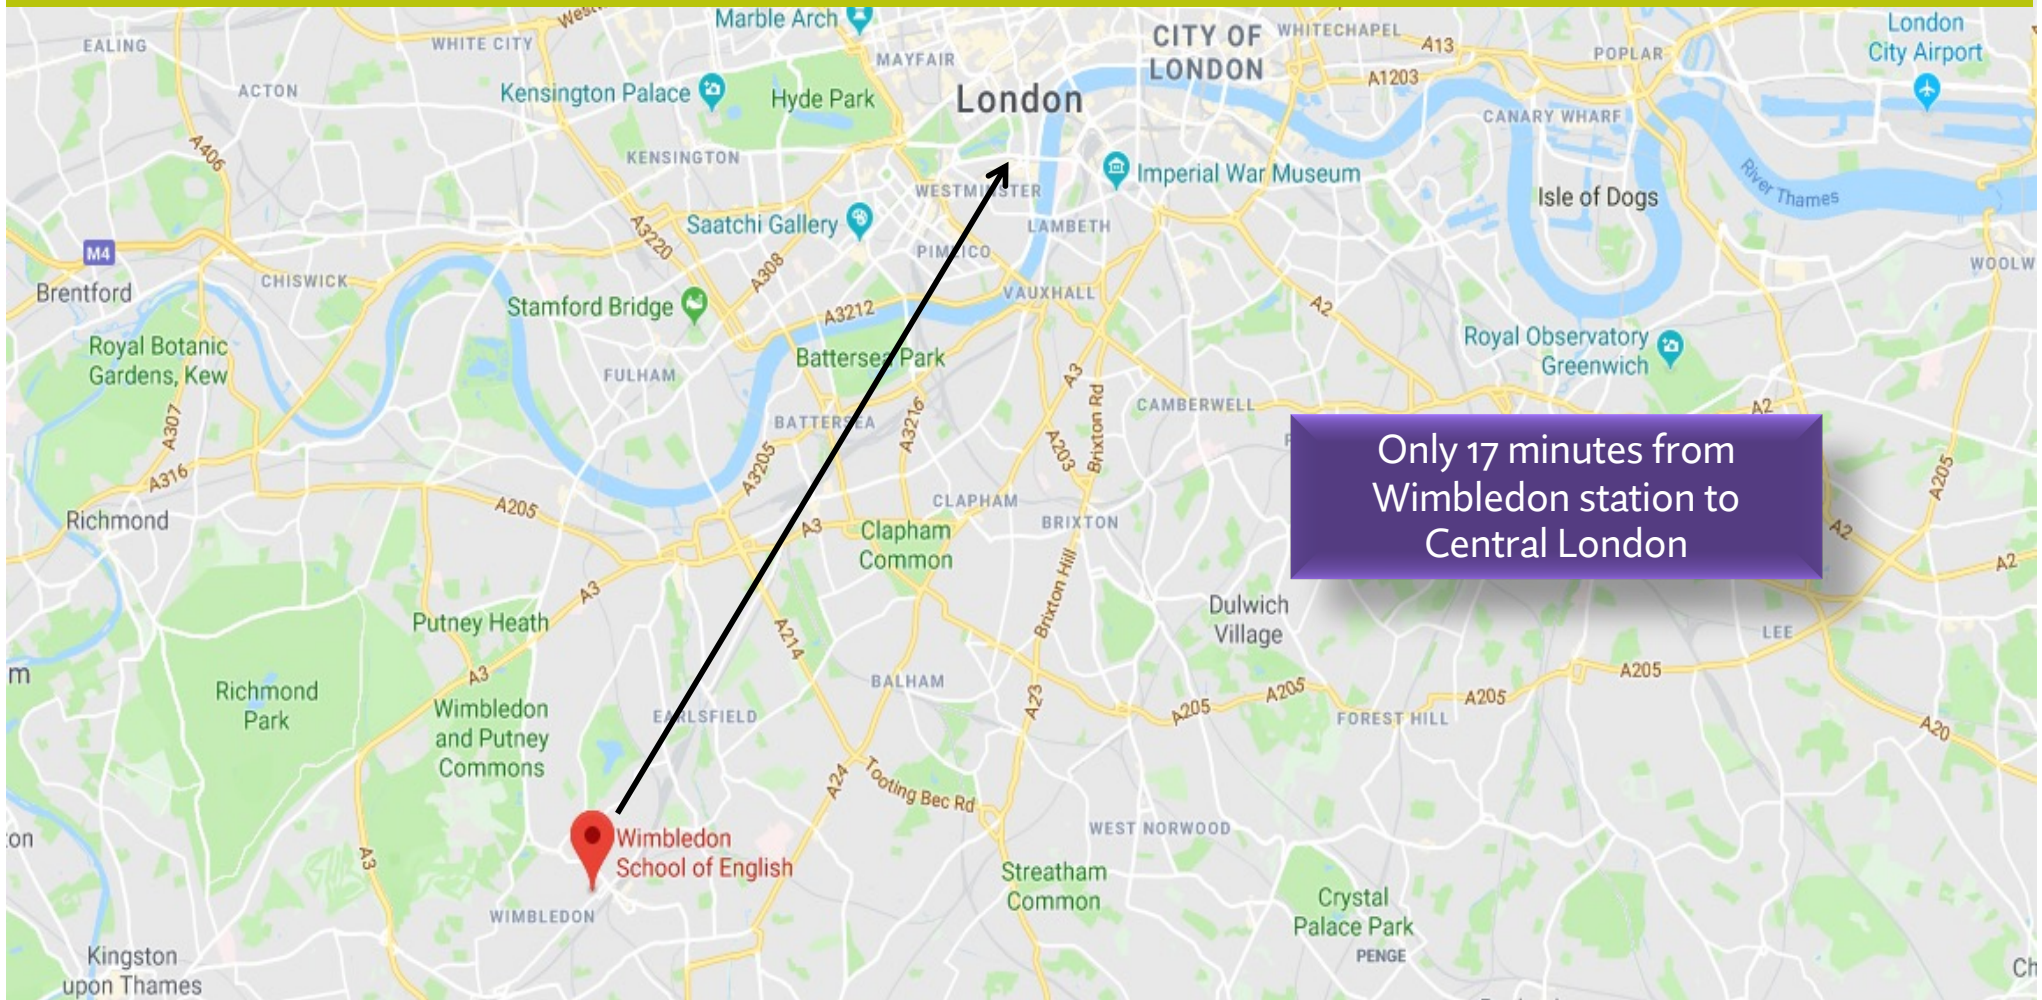 Marble Arch
CITY OF
LONDON
WHITECHAPEL
A13
London
City Airport
EALING
WHITE CITY
MAYFAIR
POPLAR
ACTON
Kensington Palace
Hyde Park
London
A1203
CANARY WHARF
A406
KENSINGTON
WESTMINSTER
Imperial War Museum
River Thames
Isle of Dogs
M4
A3220
Saatchi Gallery
LAMBETH
PIMLICO
A308
CHISWICK
Brentford
Stamford Bridge
VAUXHALL
A3212
A2
Royal Botanic
Gardens, Kew
Battersea Park
FULHAM
Royal Observatory
Greenwich
A307
A3
Brixton Rd
CAMBERWELL
A2
BATTERSEA
A3216
A203
A3205
A316
A205
Only 17 minutes from
Wimbledon station to
Central London
Richmond
A205
CLAPHAM
BRIXTON
A3
Clapham
Common
A2
A2
A3
Brixton Hill
Dulwich
Village
Putney Heath
A214
LEE
A3
Richmond
Park
BALHAM
A205
A205
A205
A205
A23
Wimbledon
and Putney
Commons
EARLSFIELD
FOREST HILL
A20
A24
Tooting Bec Rd
Wimbledon
School of English
WEST NORWOOD
A3
Streatham
Common
Crystal
Palace Park
WIMBLEDON
PENGE
Kingston
upon Thames